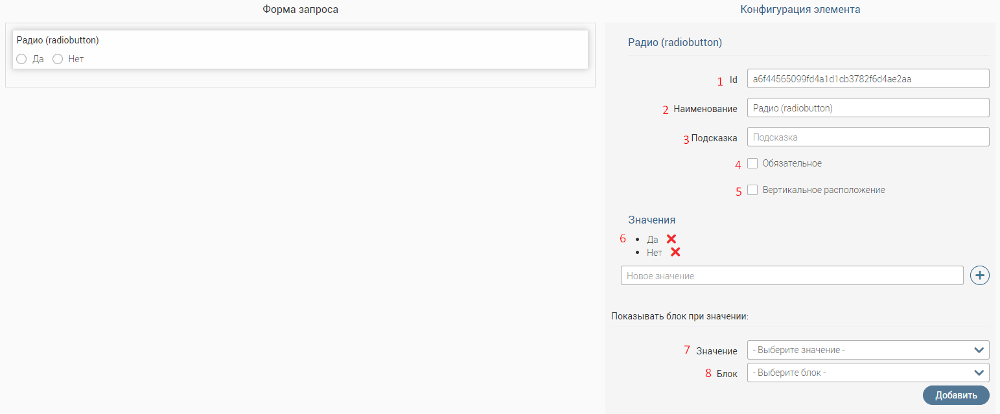 Форма запроса
Радио (radiobutton)
Да Нет
Конфигурация элемента
Радио (radiobutton)
1 Id a6f44565099fd4a1d1cb3782f6d4ae2aa
2 Наименование Радио (radiobutton)
3 Подсказка Подсказка
4 Обязательное
5 Вертикальное расположение
Значения
6 • Да
• Нет
Новое значение
Показывать блок при значении:
7 Значение - Выберите значение -
8 Блок - Выберите блок -
Добавить